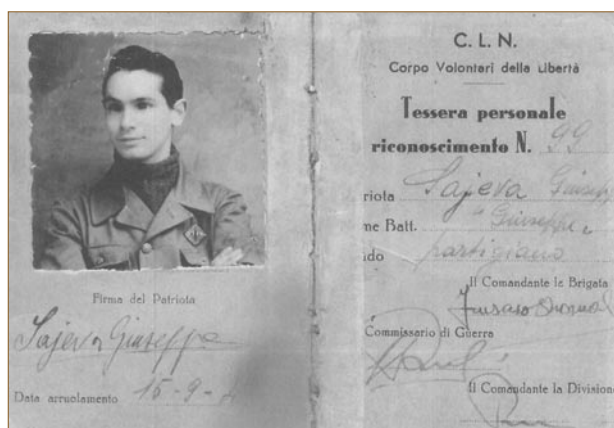 Firma del Patriota
Sajeva Giuseppe
Data arruolamento 15-9-
C. L. N.
Corpo Volontari della Libertà
Tessera personale
riconoscimento N. 99
riota Sajeva Giusepp
me Batt. "Giuseppe"
do partigiano
Il Comandante la Brigata
Commissario di Guerra
Il Comandante la Divisione